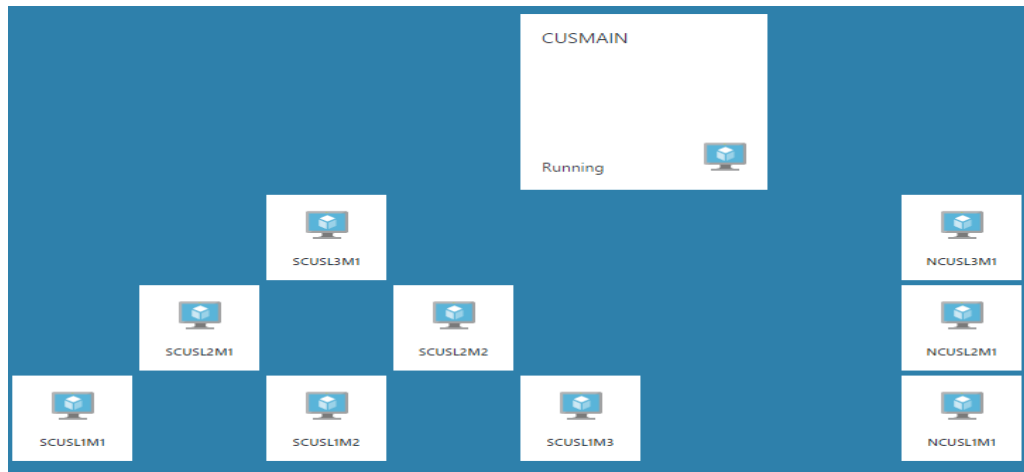 CUSMAIN
Running
SCUSL3M1
NCUSL3M1
SCUSL2M1
SCUSL2M2
NCUSL2M1
SCUSL1M1
SCUSL1M2
SCUSL1M3
NCUSL1M1